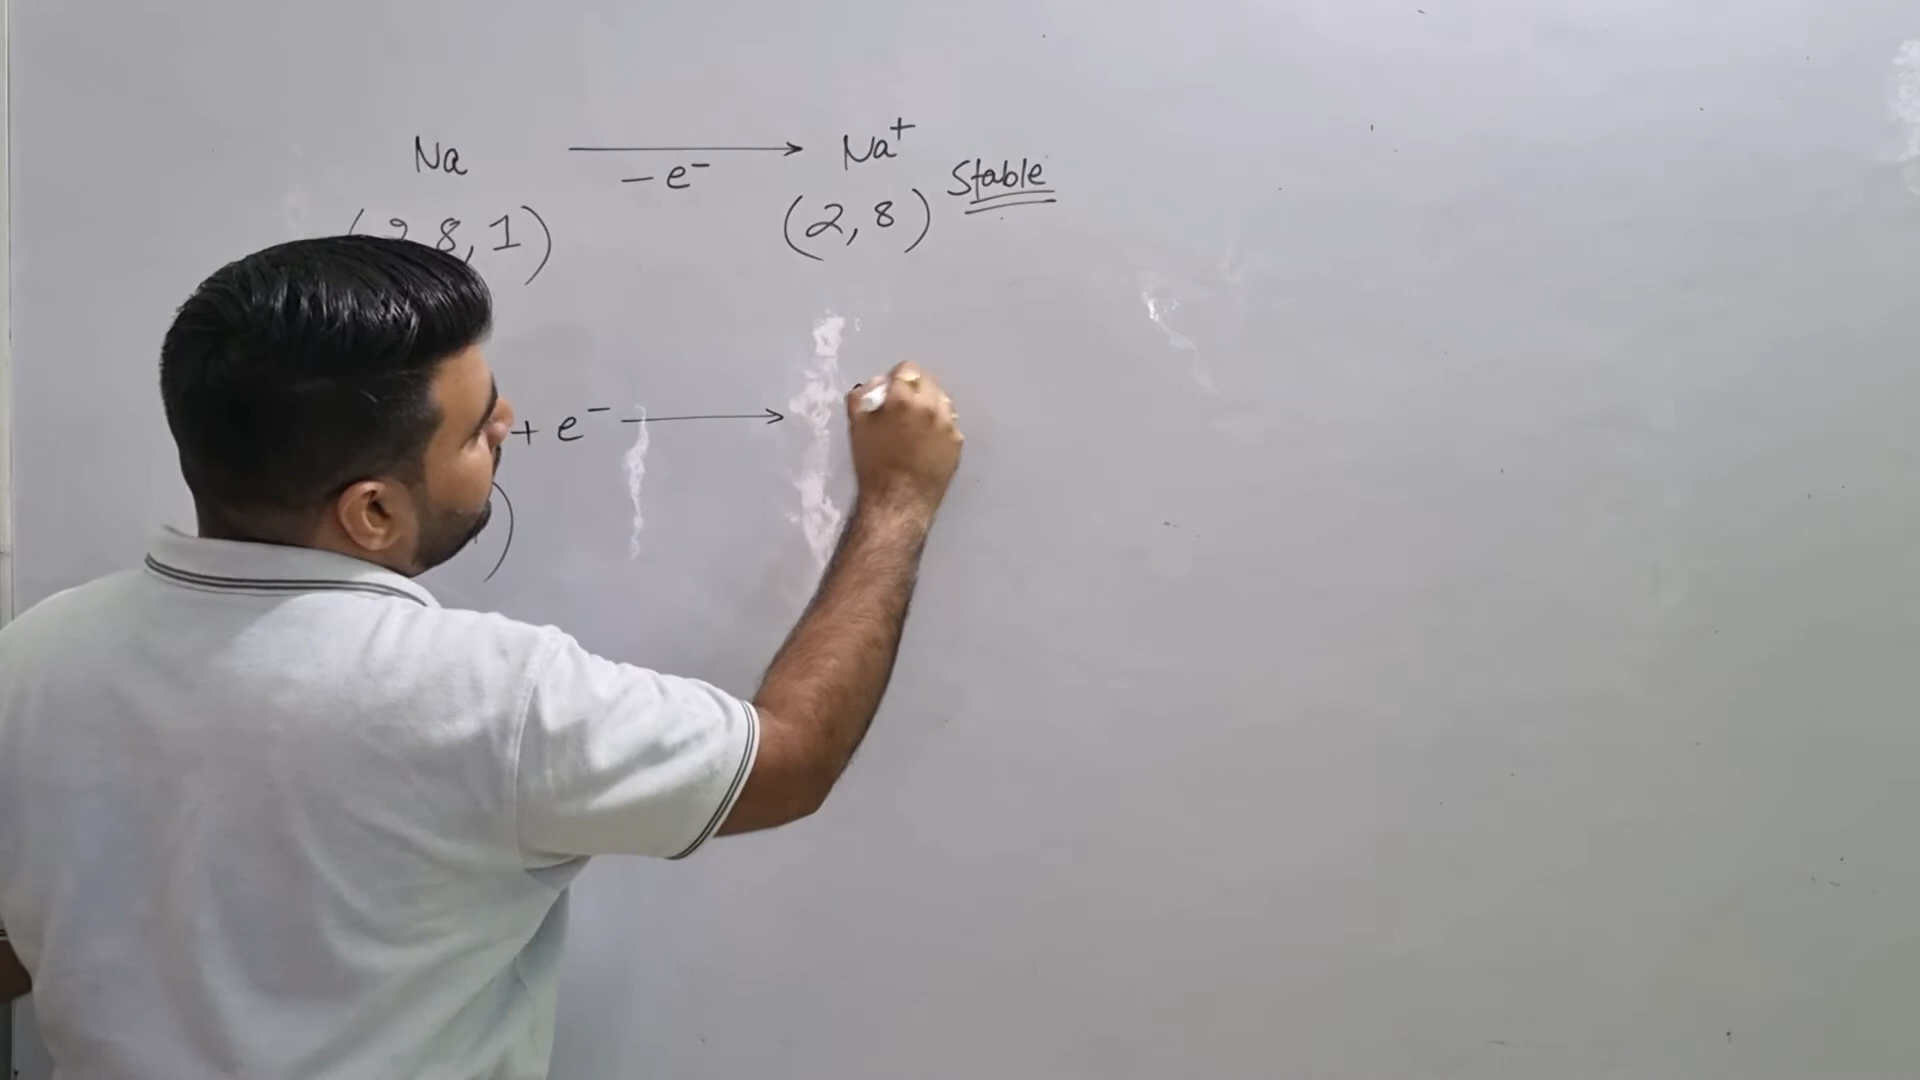 Na — e⁻ → Na⁺ Stable
(2,8,1) (2,8)
+ e⁻ →
)